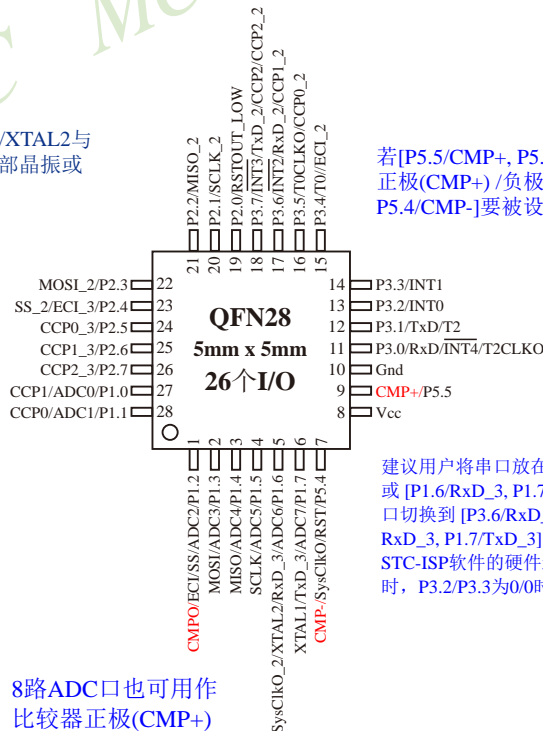 /XTAL2与
部晶振或
若[P5.5/CMP+, P5.
正极(CMP+) /负极
P5.4/CMP-]要被设
P2.2/MISO_2
P2.1/SCLK_2
P2.0/RSTOUT_LOW
P3.7/INT3/TxD_2/CCP2/CCP2_2
P3.6/INT2/RxD_2/CCP1_2
P3.5/T0CLKO/CCP0_2
P3.4/T0//ECI_2
21
20
19
18
17
16
15
MOSI_2/P2.3 22
SS_2/ECI_3/P2.4 23
CCP0_3/P2.5 24
CCP1_3/P2.6 25
CCP2_3/P2.7 26
CCP1/ADC0/P1.0 27
CCP0/ADC1/P1.1 28
QFN28
5mm x 5mm
26个I/O
14 P3.3/INT1
13 P3.2/INT0
12 P3.1/TxD/T2
11 P3.0/RxD/INT4/T2CLKO
10 Gnd
9 CMP+/P5.5
8 Vcc
1
2
3
4
5
6
7
CMPO/ECI/SS/ADC2/P1.2
MOSI/ADC3/P1.3
MISO/ADC4/P1.4
SCLK/ADC5/P1.5
SysClkO_2/XTAL2/RxD_3/ADC6/P1.6
XTAL1/TxD_3/ADC7/P1.7
CMP-/SysClkO/RST/P5.4
建议用户将串口放在
或 [P1.6/RxD_3, P1.7
口切换到 [P3.6/RxD_
RxD_3, P1.7/TxD_3]
STC-ISP软件的硬件
时，P3.2/P3.3为0/0时
8路ADC口也可用作
比较器正极(CMP+)